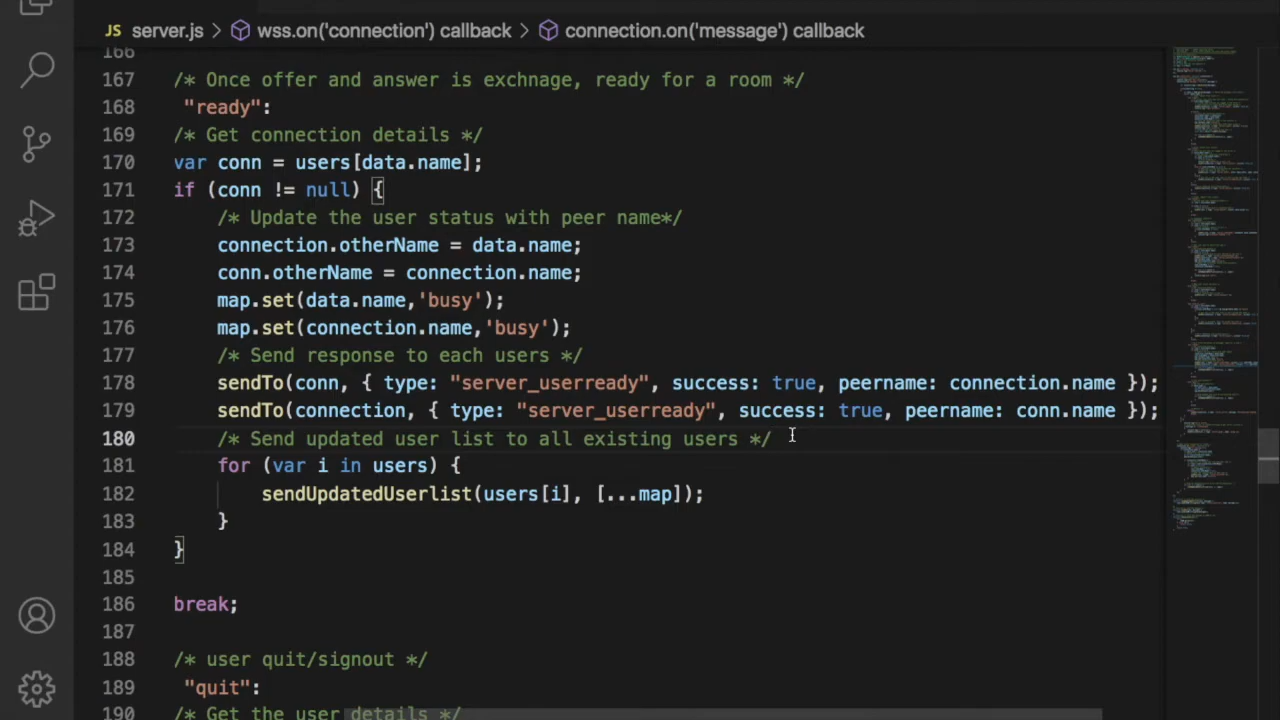 JS server.js > wss.on('connection') callback > connection.on('message') callback
166
167 /* Once offer and answer is exchnage, ready for a room */
168 "ready":
169 /* Get connection details */
170 var conn = users[data.name];
171 if (conn != null) {
172 /* Update the user status with peer name*/
173 connection.otherName = data.name;
174 conn.otherName = connection.name;
175 map.set(data.name,'busy');
176 map.set(connection.name,'busy');
177 /* Send response to each users */
178 sendTo(conn, { type: "server_userready", success: true, peername: connection.name });
179 sendTo(connection, { type: "server_userready", success: true, peername: conn.name });
180 /* Send updated user list to all existing users */
181 for (var i in users) {
182 sendUpdatedUserlist(users[i], [...map]);
183 }
184 }
185
186 break;
187
188 /* user quit/signout */
189 "quit":
190 /* Get the user details */